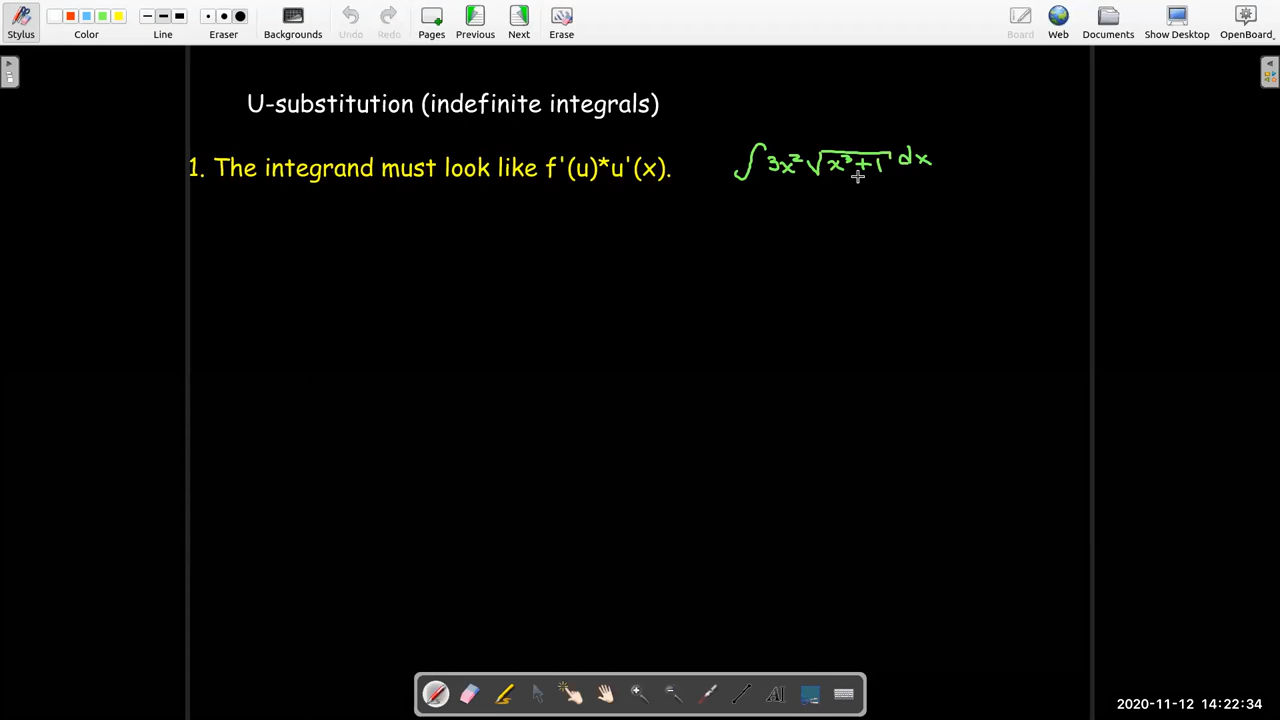 Stylus Color Line Eraser Backgrounds Undo Redo Pages Previous Next Erase Board Web Documents Show Desktop OpenBoard
U-substitution (indefinite integrals)
1. The integrand must look like f'(u)*u'(x). ∫ 3x² √(x³+1) dx
2020-11-12 14:22:34